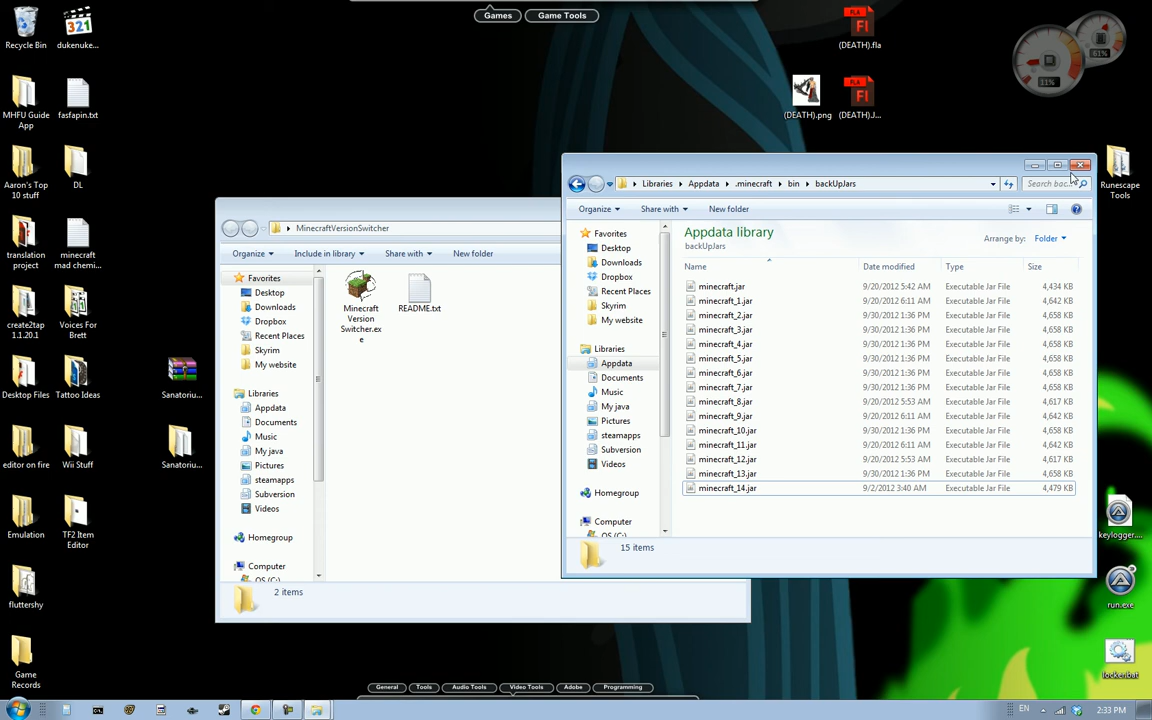 Games
Game Tools
Recycle Bin
dukenuke...
MHFU Guide
App
fasfapin.txt
Aaron's Top
10 stuff
DL
translation
project
minecraft
mad chemi...
create2tap
1.1.20.1
Voices For
Brett
Desktop Files
Tattoo Ideas
Sanatoriu...
editor on fire
Wii Stuff
Sanatoriu...
Emulation
TF2 Item
Editor
fluttershy
Game
Records
(DEATH).fla
(DEATH).png
(DEATH).J...
11%
61%
Runescape
Tools
keylogger....
run.exe
MinecraftVersionSwitcher
Organize
Include in library
Share with
New folder
Favorites
Desktop
Downloads
Dropbox
Recent Places
Skyrim
My website
Libraries
Appdata
Documents
Music
My java
Pictures
steamapps
Subversion
Videos
Homegroup
Computer
OS (C:)
Minecraft
Version
Switcher.ex
e
README.txt
2 items
Libraries
Appdata
.minecraft
bin
backUpJars
Search bac...
Organize
Share with
New folder
Favorites
Desktop
Downloads
Dropbox
Recent Places
Skyrim
My website
Libraries
Appdata
Documents
Music
My java
Pictures
steamapps
Subversion
Videos
Homegroup
Computer
OS (C:)
Appdata library
backUpJars
Arrange by: Folder
Name Date modified Type Size
minecraft.jar 9/20/2012 5:42 AM Executable Jar File 4,434 KB
minecraft_1.jar 9/20/2012 6:11 AM Executable Jar File 4,642 KB
minecraft_2.jar 9/30/2012 1:36 PM Executable Jar File 4,658 KB
minecraft_3.jar 9/30/2012 1:36 PM Executable Jar File 4,658 KB
minecraft_4.jar 9/30/2012 1:36 PM Executable Jar File 4,658 KB
minecraft_5.jar 9/30/2012 1:36 PM Executable Jar File 4,658 KB
minecraft_6.jar 9/30/2012 1:36 PM Executable Jar File 4,658 KB
minecraft_7.jar 9/30/2012 1:36 PM Executable Jar File 4,658 KB
minecraft_8.jar 9/20/2012 5:53 AM Executable Jar File 4,617 KB
minecraft_9.jar 9/20/2012 6:11 AM Executable Jar File 4,642 KB
minecraft_10.jar 9/30/2012 1:36 PM Executable Jar File 4,658 KB
minecraft_11.jar 9/20/2012 6:11 AM Executable Jar File 4,642 KB
minecraft_12.jar 9/20/2012 5:53 AM Executable Jar File 4,617 KB
minecraft_13.jar 9/30/2012 1:36 PM Executable Jar File 4,658 KB
minecraft_14.jar 9/2/2012 3:40 AM Executable Jar File 4,479 KB
15 items
General
Tools
Audio Tools
Video Tools
Adobe
Programming
EN
2:33 PM